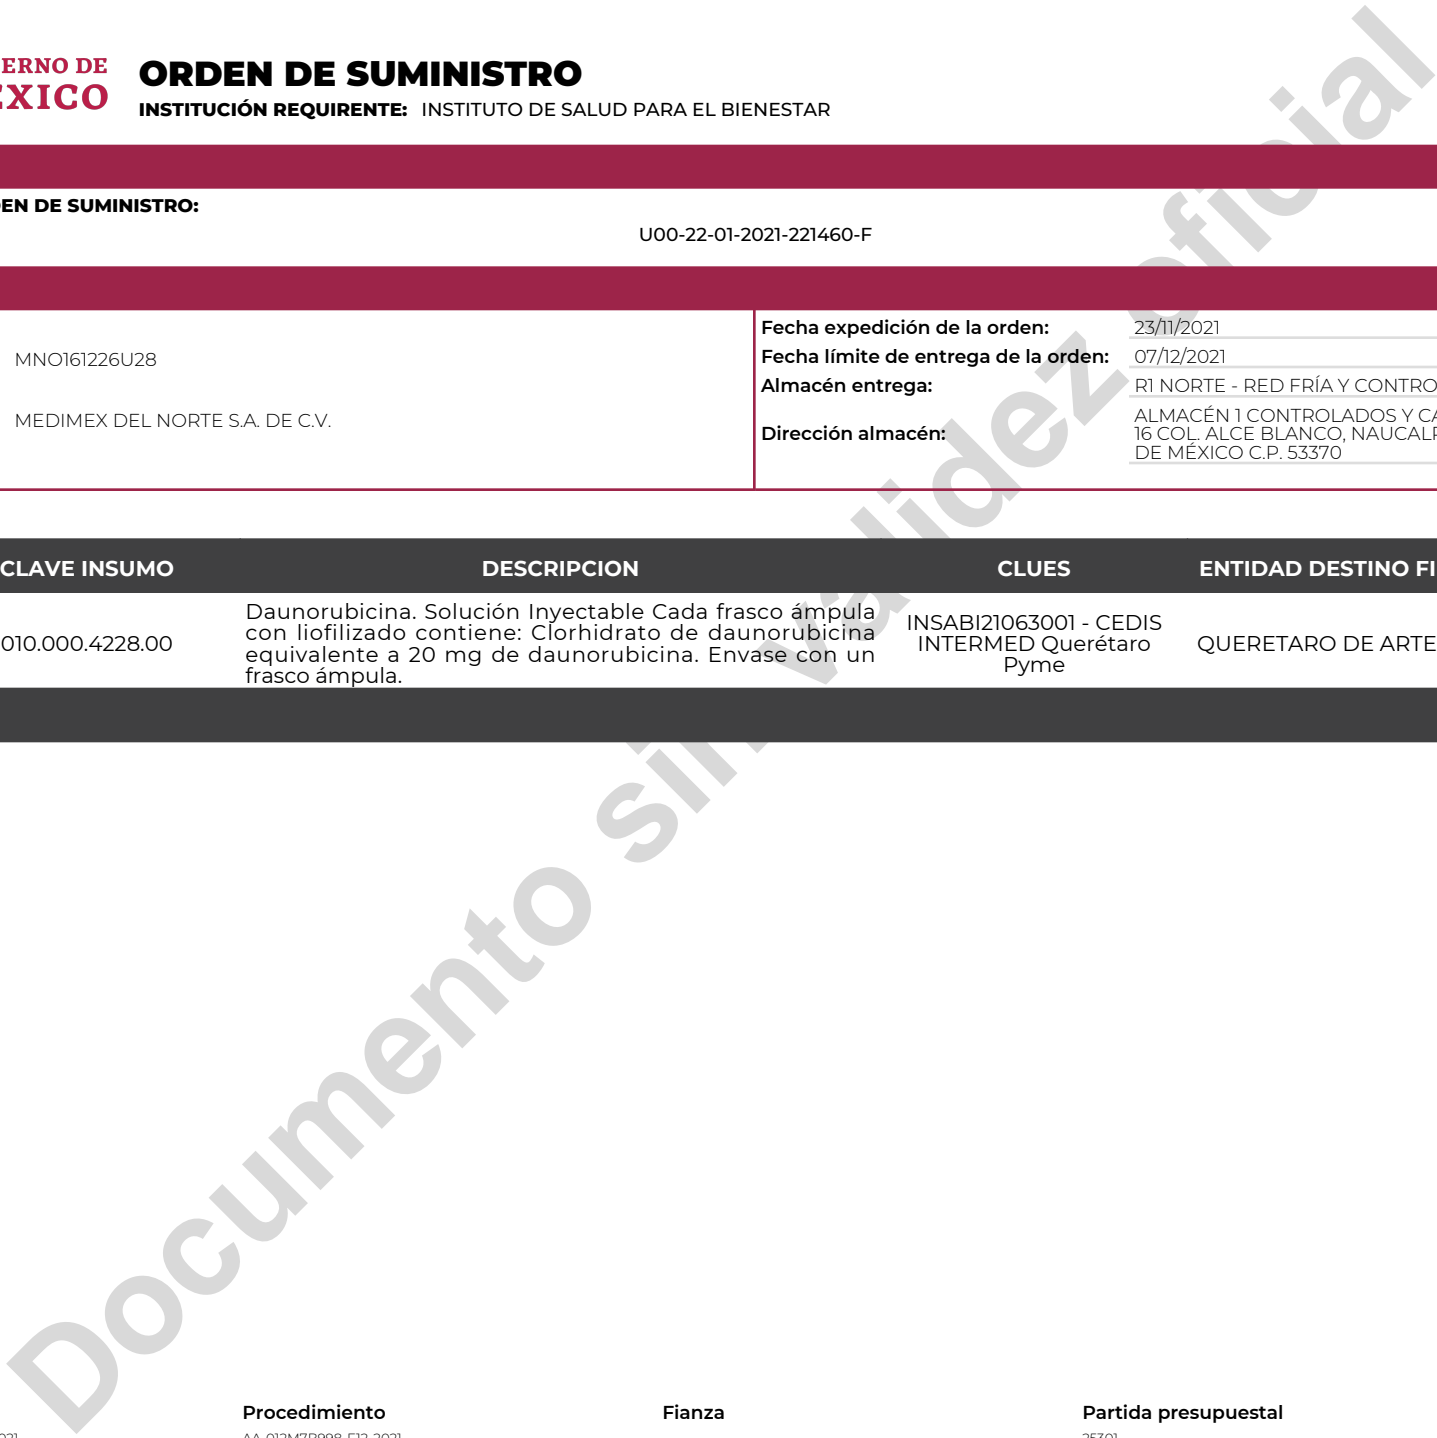 ERNO DE
ÉXICO
ORDEN DE SUMINISTRO
INSTITUCIÓN REQUIRENTE: INSTITUTO DE SALUD PARA EL BIENESTAR
EN DE SUMINISTRO:
U00-22-01-2021-221460-F
MNO161226U28
MEDIMEX DEL NORTE S.A. DE C.V.
Fecha expedición de la orden: 23/11/2021
Fecha límite de entrega de la orden: 07/12/2021
Almacén entrega: R1 NORTE - RED FRÍA Y CONTRO
Dirección almacén: ALMACÉN 1 CONTROLADOS Y CA
16 COL. ALCE BLANCO, NAUCALP
DE MÉXICO C.P. 53370
CLAVE INSUMO DESCRIPCION CLUES ENTIDAD DESTINO FI
010.000.4228.00
Daunorubicina. Solución Inyectable Cada frasco ámpula
con liofilizado contiene: Clorhidrato de daunorubicina
equivalente a 20 mg de daunorubicina. Envase con un
frasco ámpula.
INSABI21063001 - CEDIS
INTERMED Querétaro
Pyme
QUERETARO DE ARTE
Documento sin validez oficial
Procedimiento Fianza Partida presupuestal